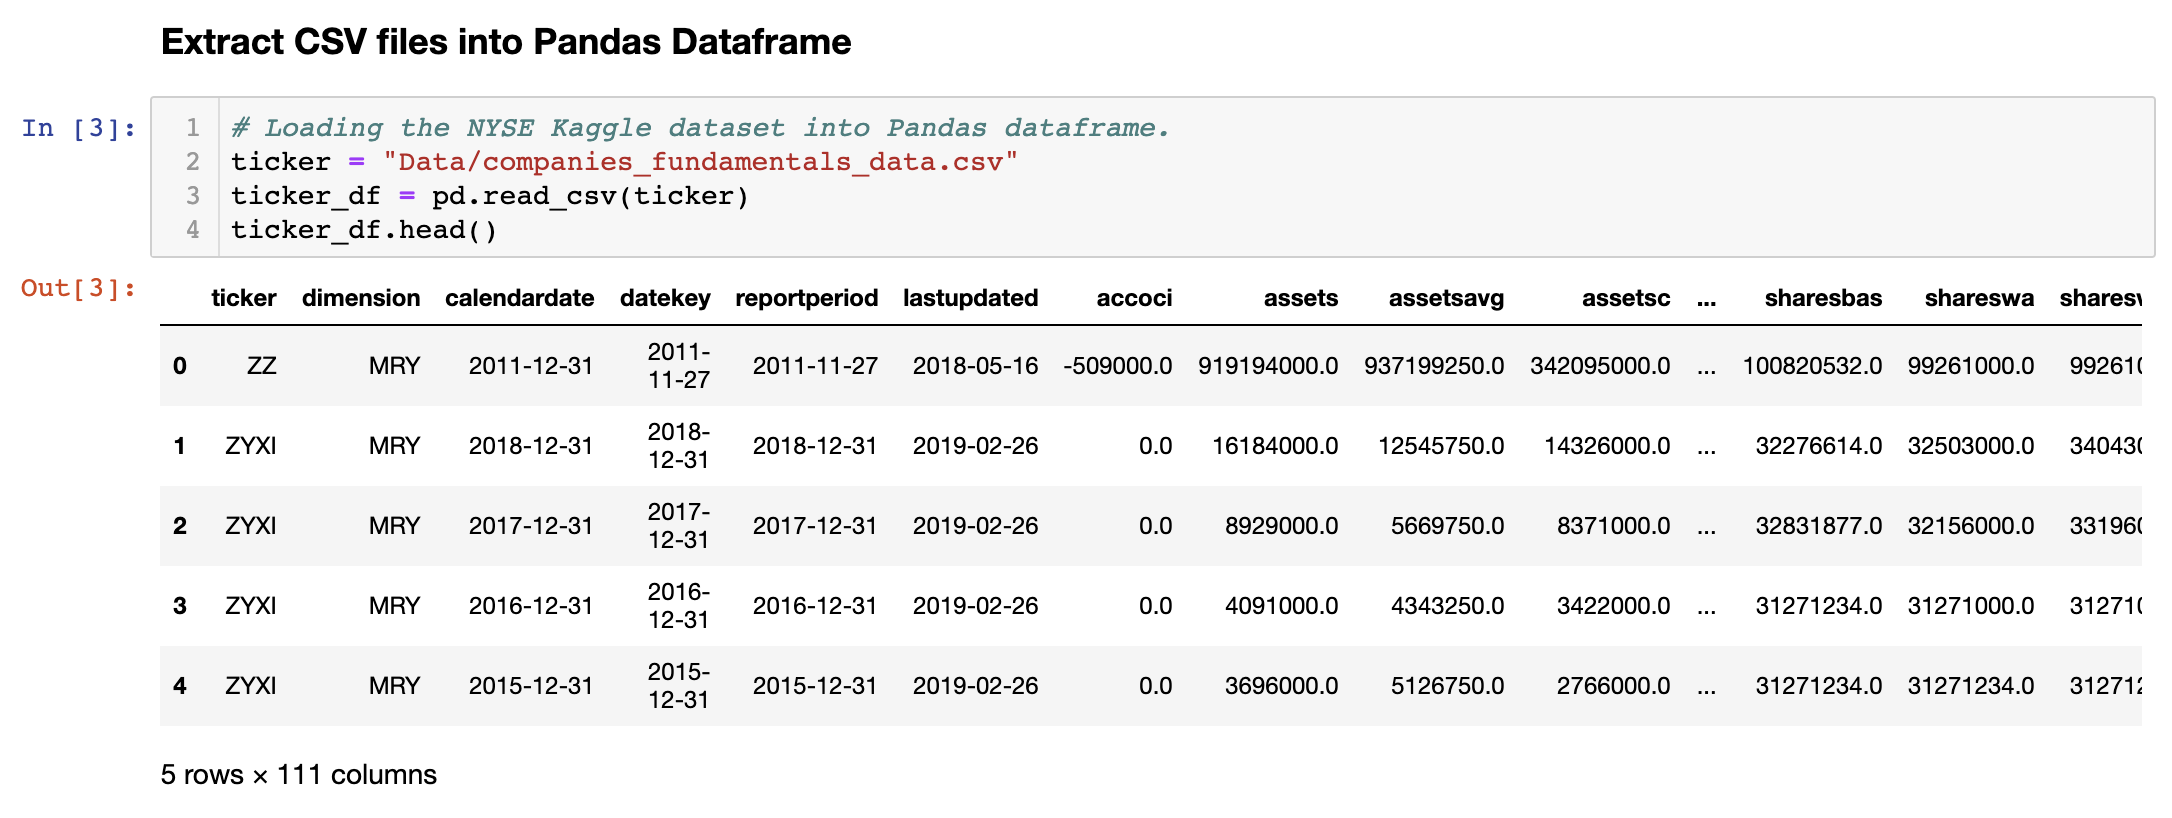 Extract CSV files into Pandas Dataframe
In [3]:
1 # Loading the NYSE Kaggle dataset into Pandas dataframe.
2 ticker = "Data/companies_fundamentals_data.csv"
3 ticker_df = pd.read_csv(ticker)
4 ticker_df.head()
Out[3]:
ticker dimension calendardate datekey reportperiod lastupdated accoci assets assetsavg assetsc ... sharesbas shareswa
0 ZZ MRY 2011-12-31 2011-11-27 2011-11-27 2018-05-16 -509000.0 919194000.0 937199250.0 342095000.0 ... 100820532.0 99261000.0 99261
1 ZYXI MRY 2018-12-31 2018-12-31 2018-12-31 2019-02-26 0.0 16184000.0 12545750.0 14326000.0 ... 32276614.0 32503000.0 34043
2 ZYXI MRY 2017-12-31 2017-12-31 2017-12-31 2019-02-26 0.0 8929000.0 5669750.0 8371000.0 ... 32831877.0 32156000.0 33196
3 ZYXI MRY 2016-12-31 2016-12-31 2016-12-31 2019-02-26 0.0 4091000.0 4343250.0 3422000.0 ... 31271234.0 31271000.0 31271
4 ZYXI MRY 2015-12-31 2015-12-31 2015-12-31 2019-02-26 0.0 3696000.0 5126750.0 2766000.0 ... 31271234.0 31271234.0 31271
5 rows × 111 columns